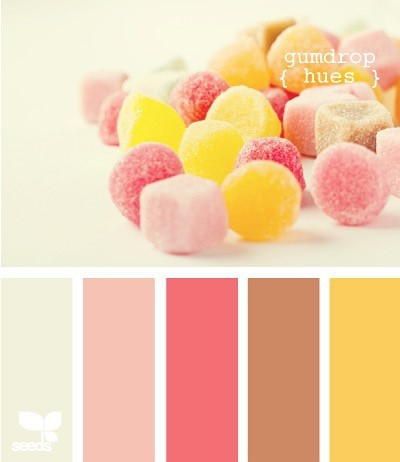 gumdrop
{ hues }
seeds